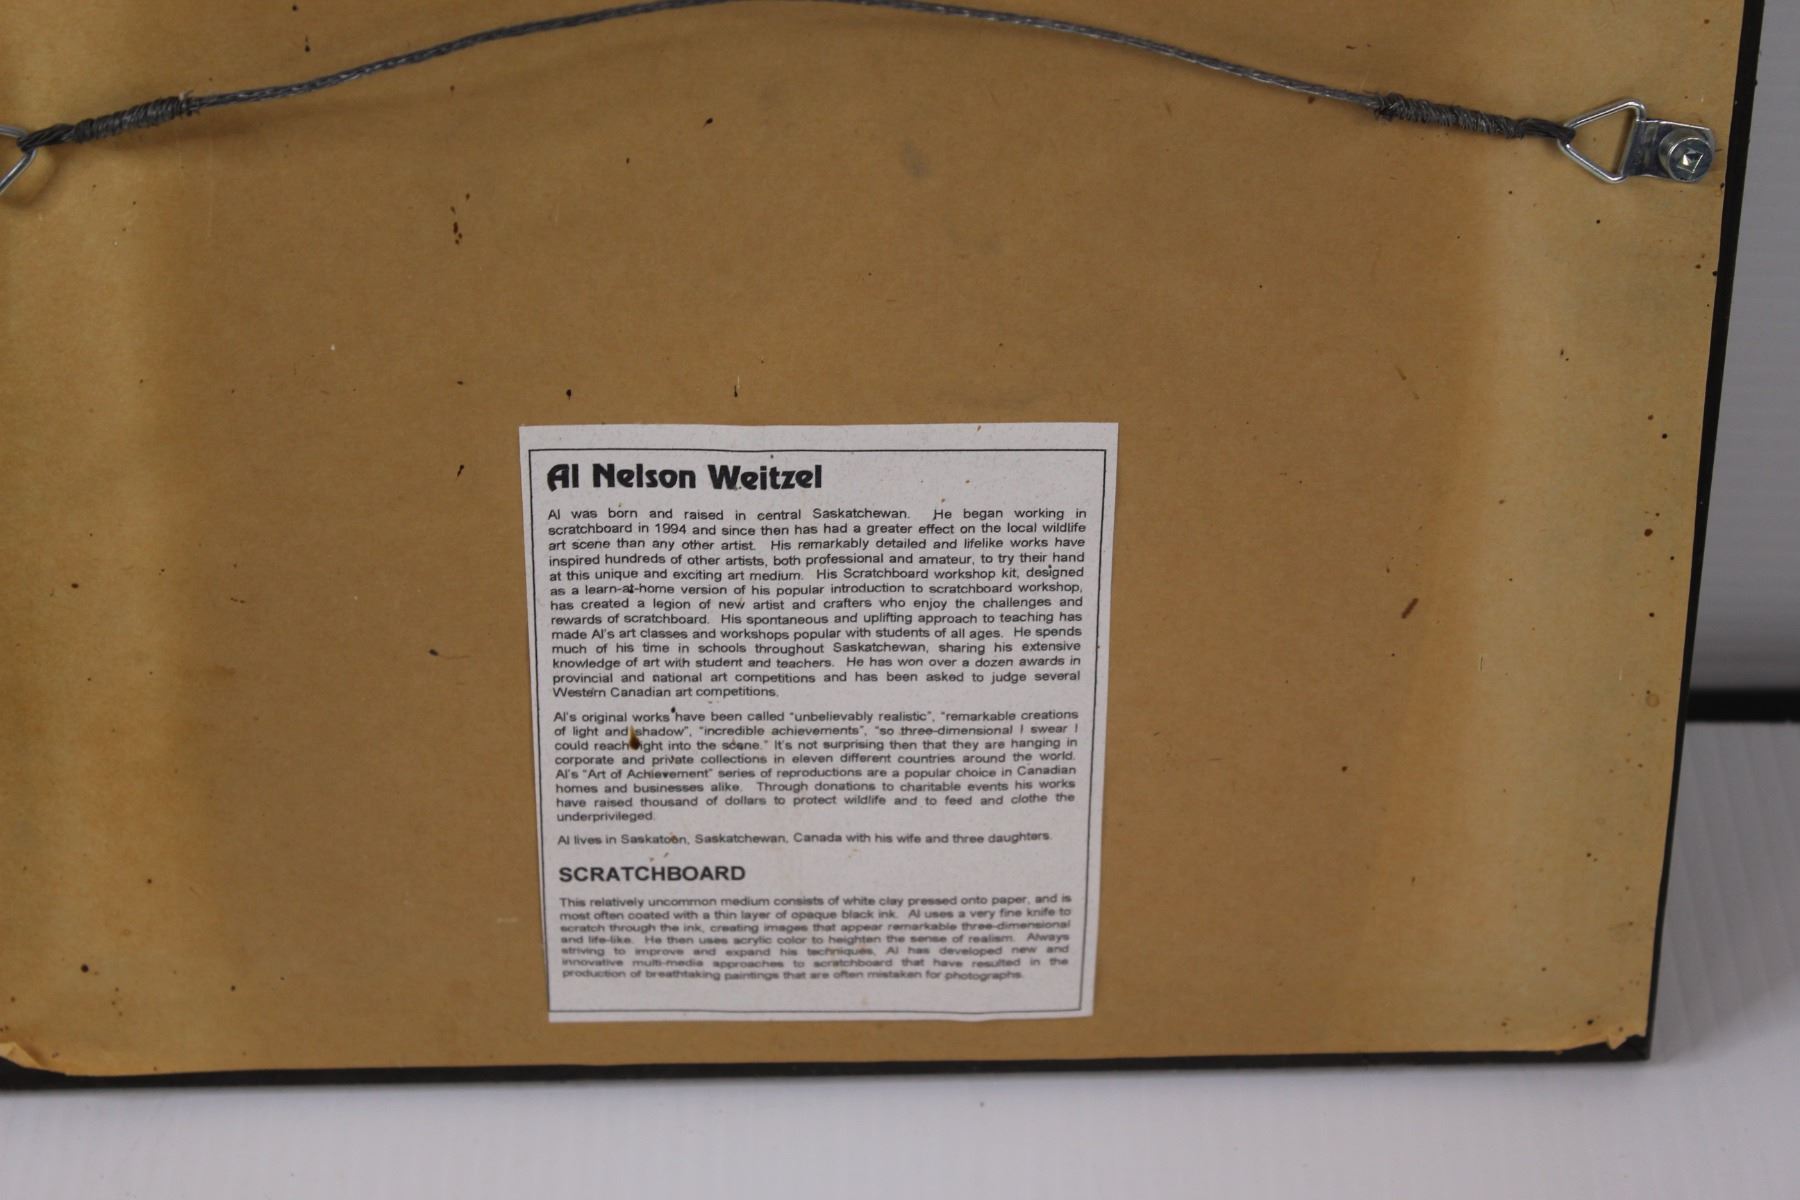 Al Nelson Weitzel
Al was born and raised in central Saskatchewan. He began working in
scratchboard in 1994 and since then has had a greater effect on the local wildlife
art scene than any other artist. His remarkably detailed and lifelike works have
inspired hundreds of other artists, both professional and amateur, to try their hand
at this unique and exciting art medium. His Scratchboard workshop kit, designed
as a learn-at-home version of his popular introduction to scratchboard workshop,
has created a legion of new artist and crafters who enjoy the challenges and
rewards of scratchboard. His spontaneous and uplifting approach to teaching has
made Al's art classes and workshops popular with students of all ages. He spends
much of his time in schools throughout Saskatchewan, sharing his extensive
knowledge of art with student and teachers. He has won over a dozen awards in
provincial and national art competitions and has been asked to judge several
Western Canadian art competitions.
Al's original works have been called "unbelievably realistic", "remarkable creations
of light and shadow", "incredible achievements", "so three-dimensional I swear I
could reach right into the scene." It's not surprising then that they are hanging in
corporate and private collections in eleven different countries around the world.
Al's "Art of Achievement" series of reproductions are a popular choice in Canadian
homes and businesses alike. Through donations to charitable events his works
have raised thousand of dollars to protect wildlife and to feed and clothe the
underprivileged.
Al lives in Saskatoon, Saskatchewan, Canada with his wife and three daughters.
SCRATCHBOARD
This relatively uncommon medium consists of white clay pressed onto paper, and is
most often coated with a thin layer of opaque black ink. Al uses a very fine knife to
scratch through the ink, creating images that appear remarkable three-dimensional
and life-like. He then uses acrylic color to heighten the sense of realism. Always
striving to improve and expand his techniques, Al has developed new and
innovative multi-media approaches to scratchboard that have resulted in the
production of breathtaking paintings that are often mistaken for photographs.